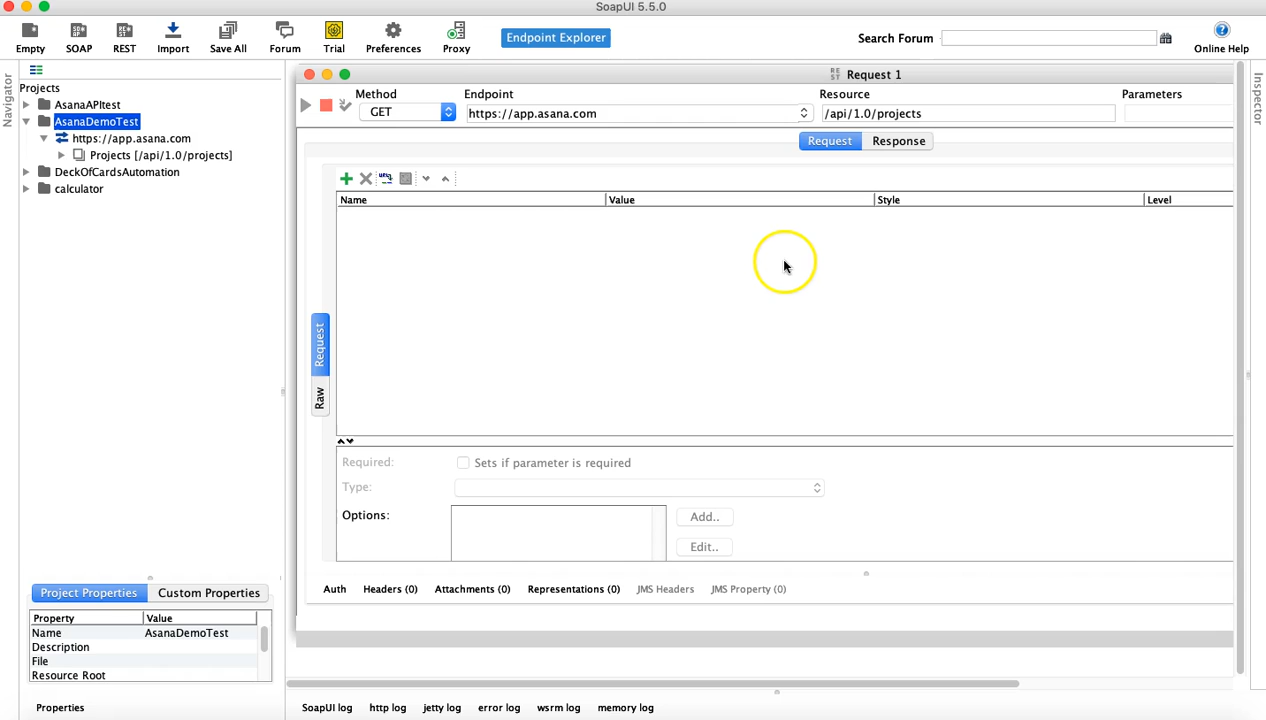 SoapUI 5.5.0
Empty SOAP REST Import Save All Forum Trial Preferences Proxy
Endpoint Explorer
Search Forum
Online Help
Navigator
Projects
AsanaAPItest
AsanaDemoTest
https://app.asana.com
Projects [/api/1.0/projects]
DeckOfCardsAutomation
calculator
REST Request 1
Method Endpoint Resource Parameters
GET https://app.asana.com /api/1.0/projects
Request Response
Name Value Style Level
Request
Raw
Required: Sets if parameter is required
Type:
Options: Add..
Edit..
Auth Headers (0) Attachments (0) Representations (0) JMS Headers JMS Property (0)
Inspector
Project Properties Custom Properties
Property Value
Name AsanaDemoTest
Description
File
Resource Root
Properties
SoapUI log http log jetty log error log wsrm log memory log